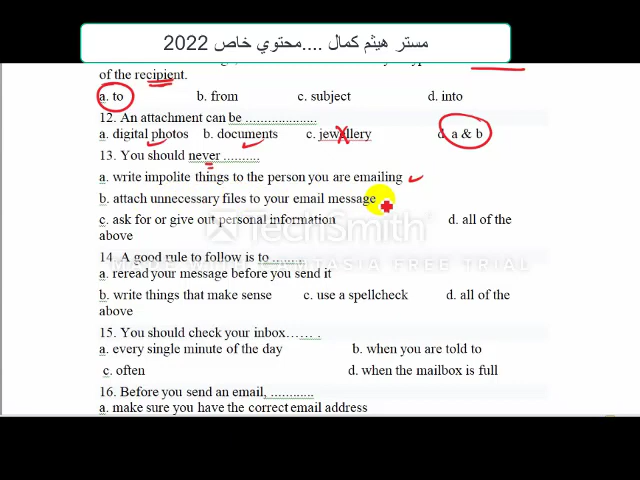 مستر هيثم كمال ....محتوي خاص 2022
of the recipient.
a. to b. from c. subject d. into
12. An attachment can be .....................
a. digital photos b. documents c. jewellery d. a & b
13. You should never ..........
a. write impolite things to the person you are emailing
b. attach unnecessary files to your email message
c. ask for or give out personal information d. all of the
above
TechSmith
MADE WITH CAMTASIA FREE TRIAL
14. A good rule to follow is to ........
a. reread your message before you send it
b. write things that make sense c. use a spellcheck d. all of the
above
15. You should check your inbox…… .
a. every single minute of the day b. when you are told to
c. often d. when the mailbox is full
16. Before you send an email, ............
a. make sure you have the correct email address